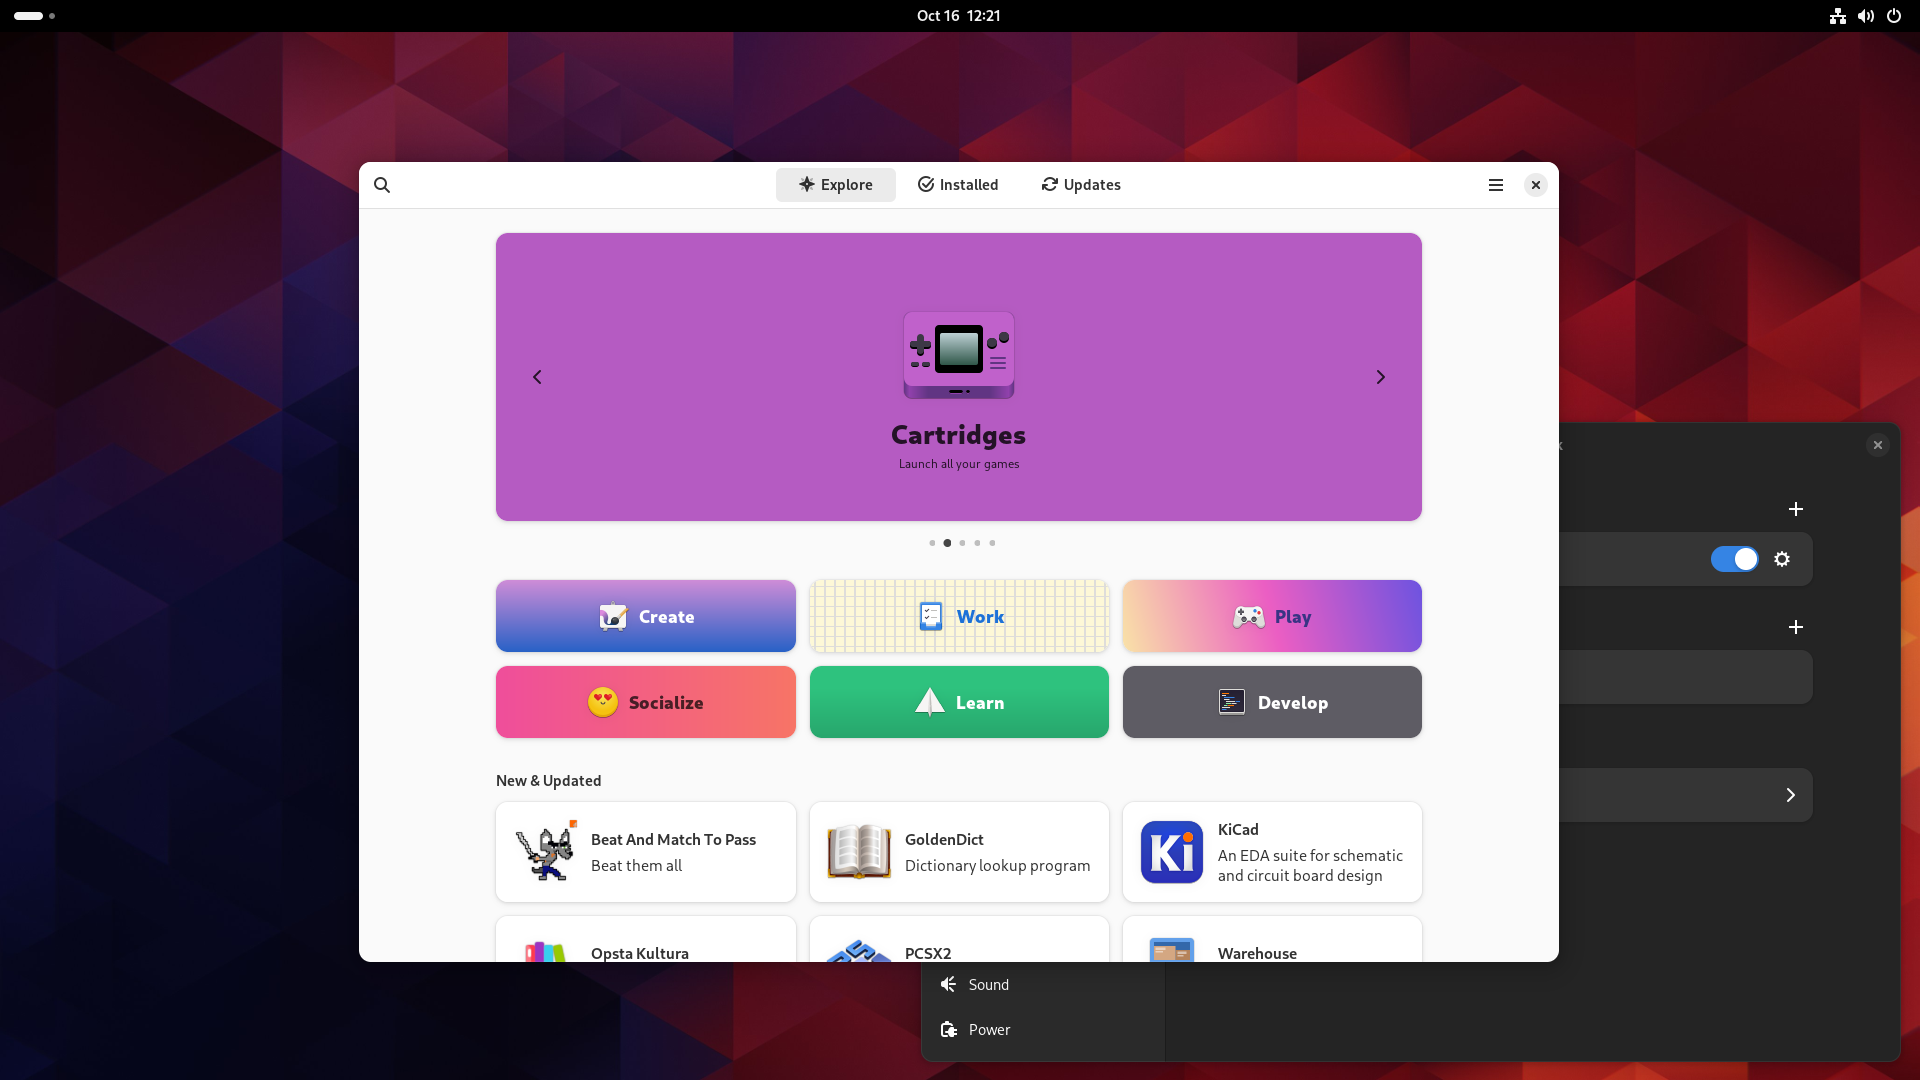 Oct 16 12:21
Explore
Installed
Updates
Cartridges
Launch all your games
Create
Work
Play
Socialize
Learn
Develop
New & Updated
Beat And Match To Pass
Beat them all
GoldenDict
Dictionary lookup program
KiCad
An EDA suite for schematic
and circuit board design
Ki
Opsta Kultura
PCSX2
Warehouse
Sound
Power